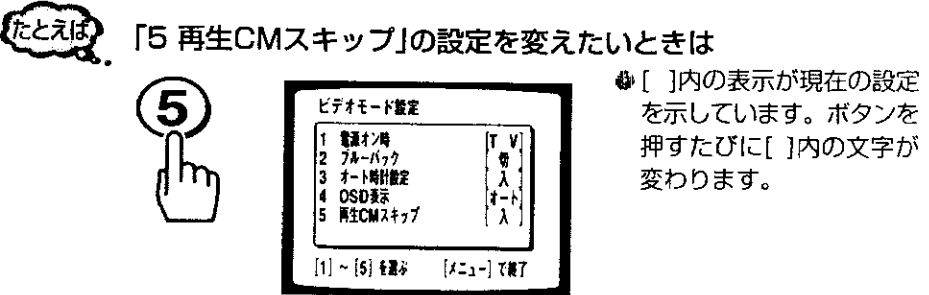 たとえば
「5 再生CMスキップ」の設定を変えたいときは
5
ビデオモード設定
1 電源オン時 [T V]
2 ブルーバック [切]
3 オート時計設定 [入]
4 OSD表示 [オート]
5 再生CMスキップ [入]
[1]~[5]を選ぶ [メニュー]で終了
[ ]内の表示が現在の設定
を示しています。ボタンを
押すたびに[ ]内の文字が
変わります。